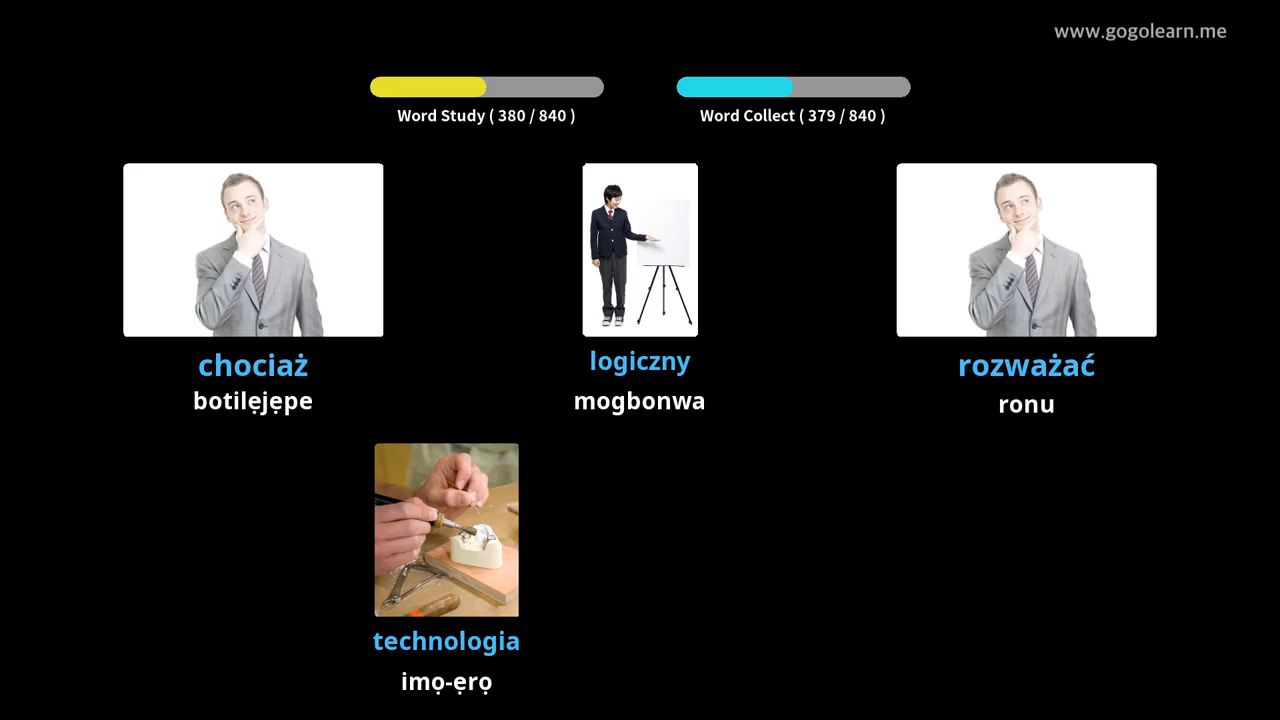 www.gogolearn.me
Word Study ( 380 / 840 )
Word Collect ( 379 / 840 )
chociaż
botilẹjẹpe
logiczny
mogbonwa
rozważać
ronu
technologia
imọ-ẹrọ